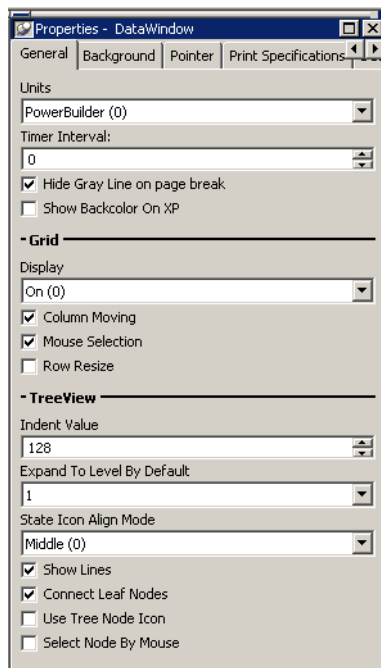 Properties - DataWindow
General Background Pointer Print Specifications
Units
PowerBuilder (0)
Timer Interval:
0
Hide Gray Line on page break
Show Backcolor On XP
- Grid
Display
On (0)
Column Moving
Mouse Selection
Row Resize
- TreeView
Indent Value
128
Expand To Level By Default
1
State Icon Align Mode
Middle (0)
Show Lines
Connect Leaf Nodes
Use Tree Node Icon
Select Node By Mouse